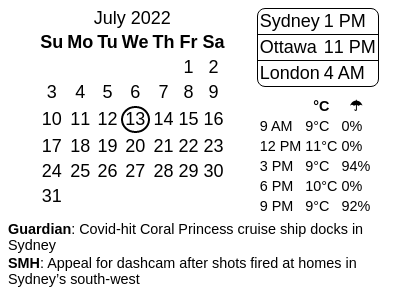 July 2022
Su Mo Tu We Th Fr Sa
1 2
3 4 5 6 7 8 9
10 11 12 13 14 15 16
17 18 19 20 21 22 23
24 25 26 27 28 29 30
31
Sydney 1 PM
Ottawa 11 PM
London 4 AM
°C ☂
9 AM 9°C 0%
12 PM 11°C 0%
3 PM 9°C 94%
6 PM 10°C 0%
9 PM 9°C 92%
Guardian: Covid-hit Coral Princess cruise ship docks in
Sydney
SMH: Appeal for dashcam after shots fired at homes in
Sydney’s south-west